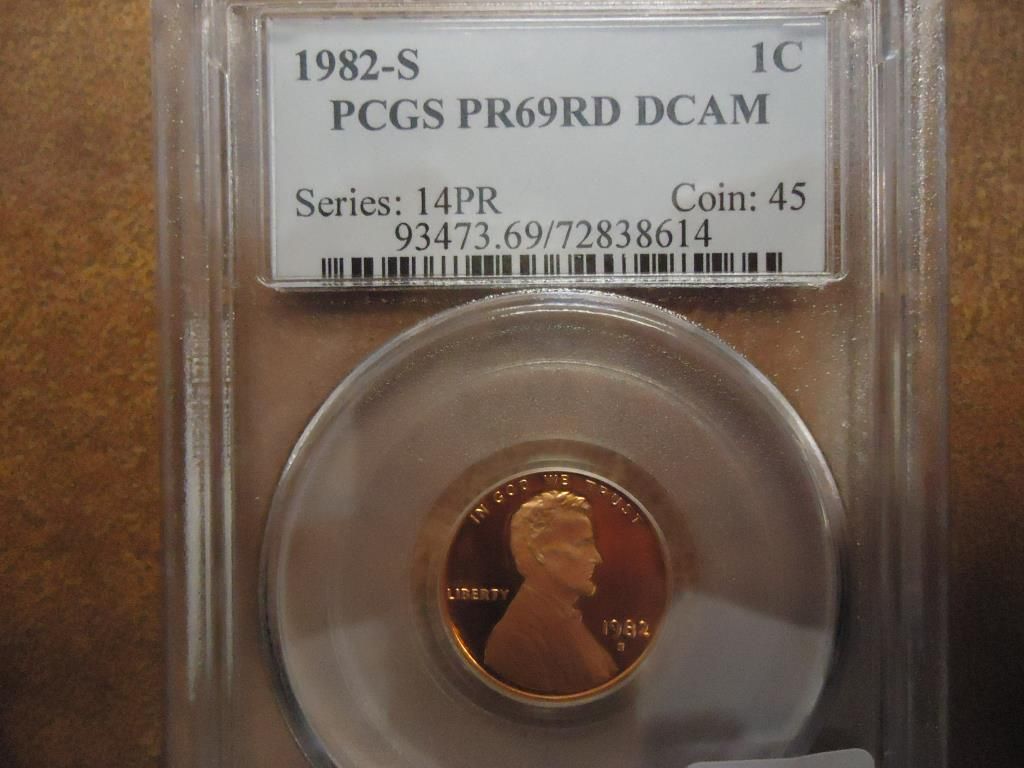 1982-S 1C
PCGS PR69RD DCAM
Series: 14PR Coin: 45
93473.69/72838614
IN GOD WE TRUST
LIBERTY
1982
S